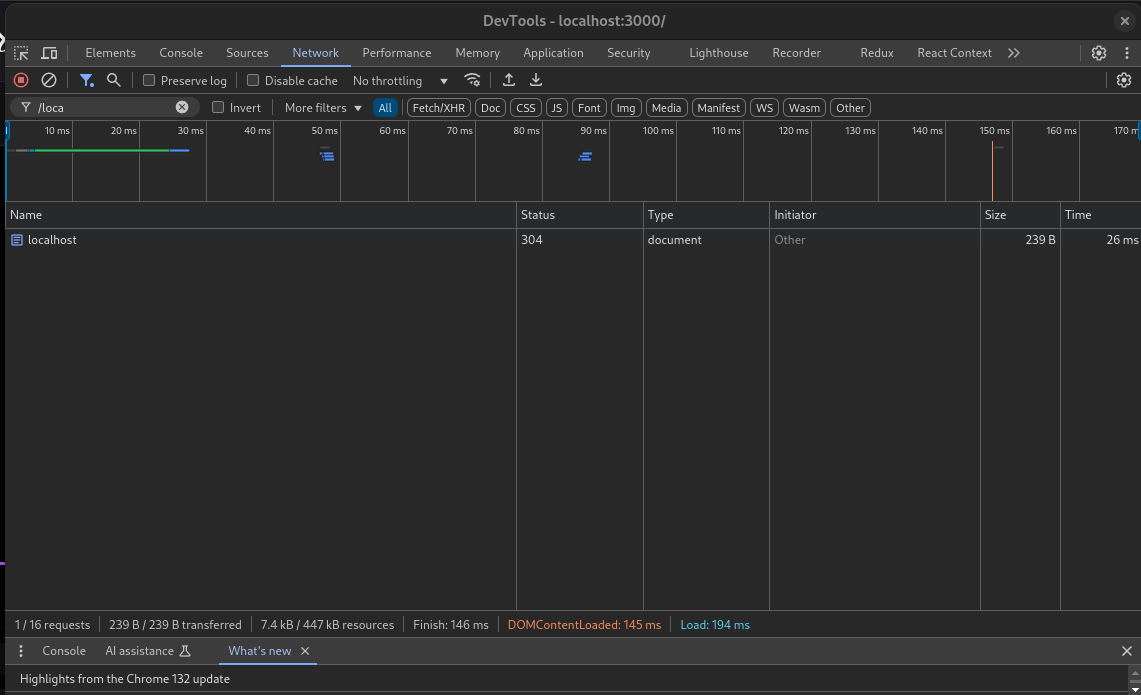 DevTools - localhost:3000/
Elements Console Sources Network Performance Memory Application Security Lighthouse Recorder Redux React Context
Preserve log Disable cache No throttling
/loca Invert More filters All Fetch/XHR Doc CSS JS Font Img Media Manifest WS Wasm Other
10 ms 20 ms 30 ms 40 ms 50 ms 60 ms 70 ms 80 ms 90 ms 100 ms 110 ms 120 ms 130 ms 140 ms 150 ms 160 ms 170 m
Name Status Type Initiator Size Time
localhost 304 document Other 239 B 26 ms
1 / 16 requests 239 B / 239 B transferred 7.4 kB / 447 kB resources Finish: 146 ms DOMContentLoaded: 145 ms Load: 194 ms
Console AI assistance What's new
Highlights from the Chrome 132 update